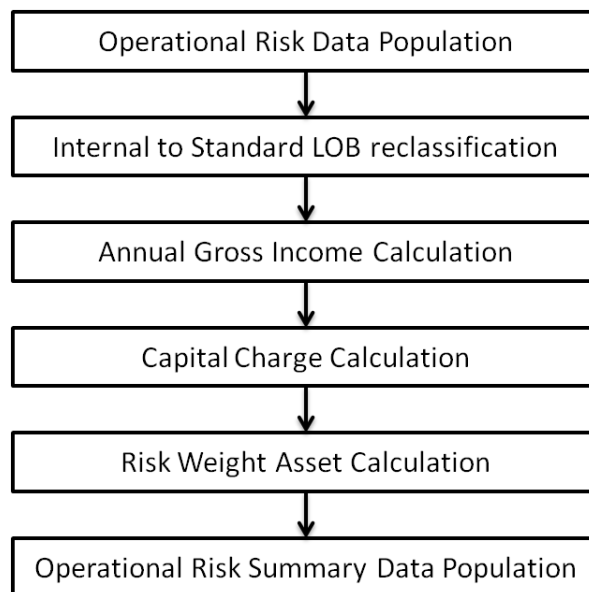 Operational Risk Data Population
Internal to Standard LOB reclassification
Annual Gross Income Calculation
Capital Charge Calculation
Risk Weight Asset Calculation
Operational Risk Summary Data Population